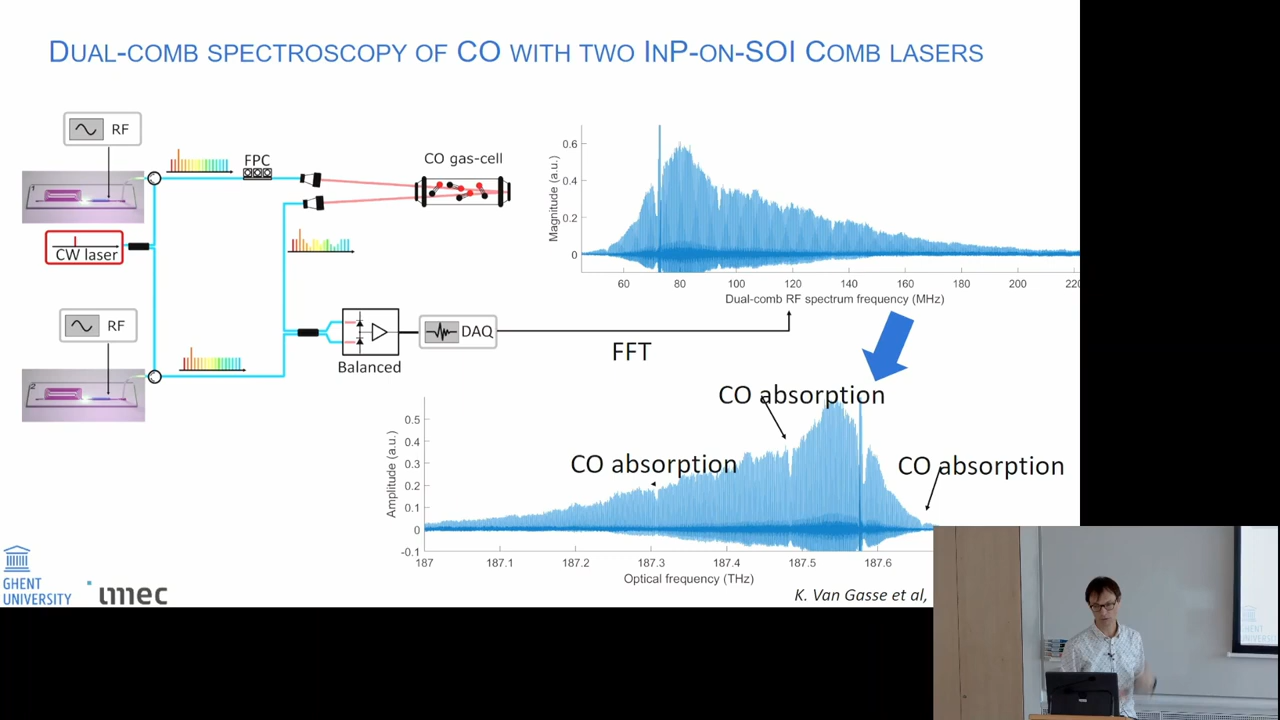 DUAL-COMB SPECTROSCOPY OF CO WITH TWO INP-ON-SOI COMB LASERS
RF
FPC
CO gas-cell
1
CW laser
RF
2
Balanced
DAQ
FFT
Magnitude (a.u.)
0.6
0.4
0.2
0
60 80 100 120 140 160 180 200 220
Dual-comb RF spectrum frequency (MHz)
CO absorption
CO absorption
CO absorption
Amplitude (a.u.)
0.5
0.4
0.3
0.2
0.1
0
-0.1
187 187.1 187.2 187.3 187.4 187.5 187.6
Optical frequency (THz)
K. Van Gasse et al,
GHENT
UNIVERSITY
imec